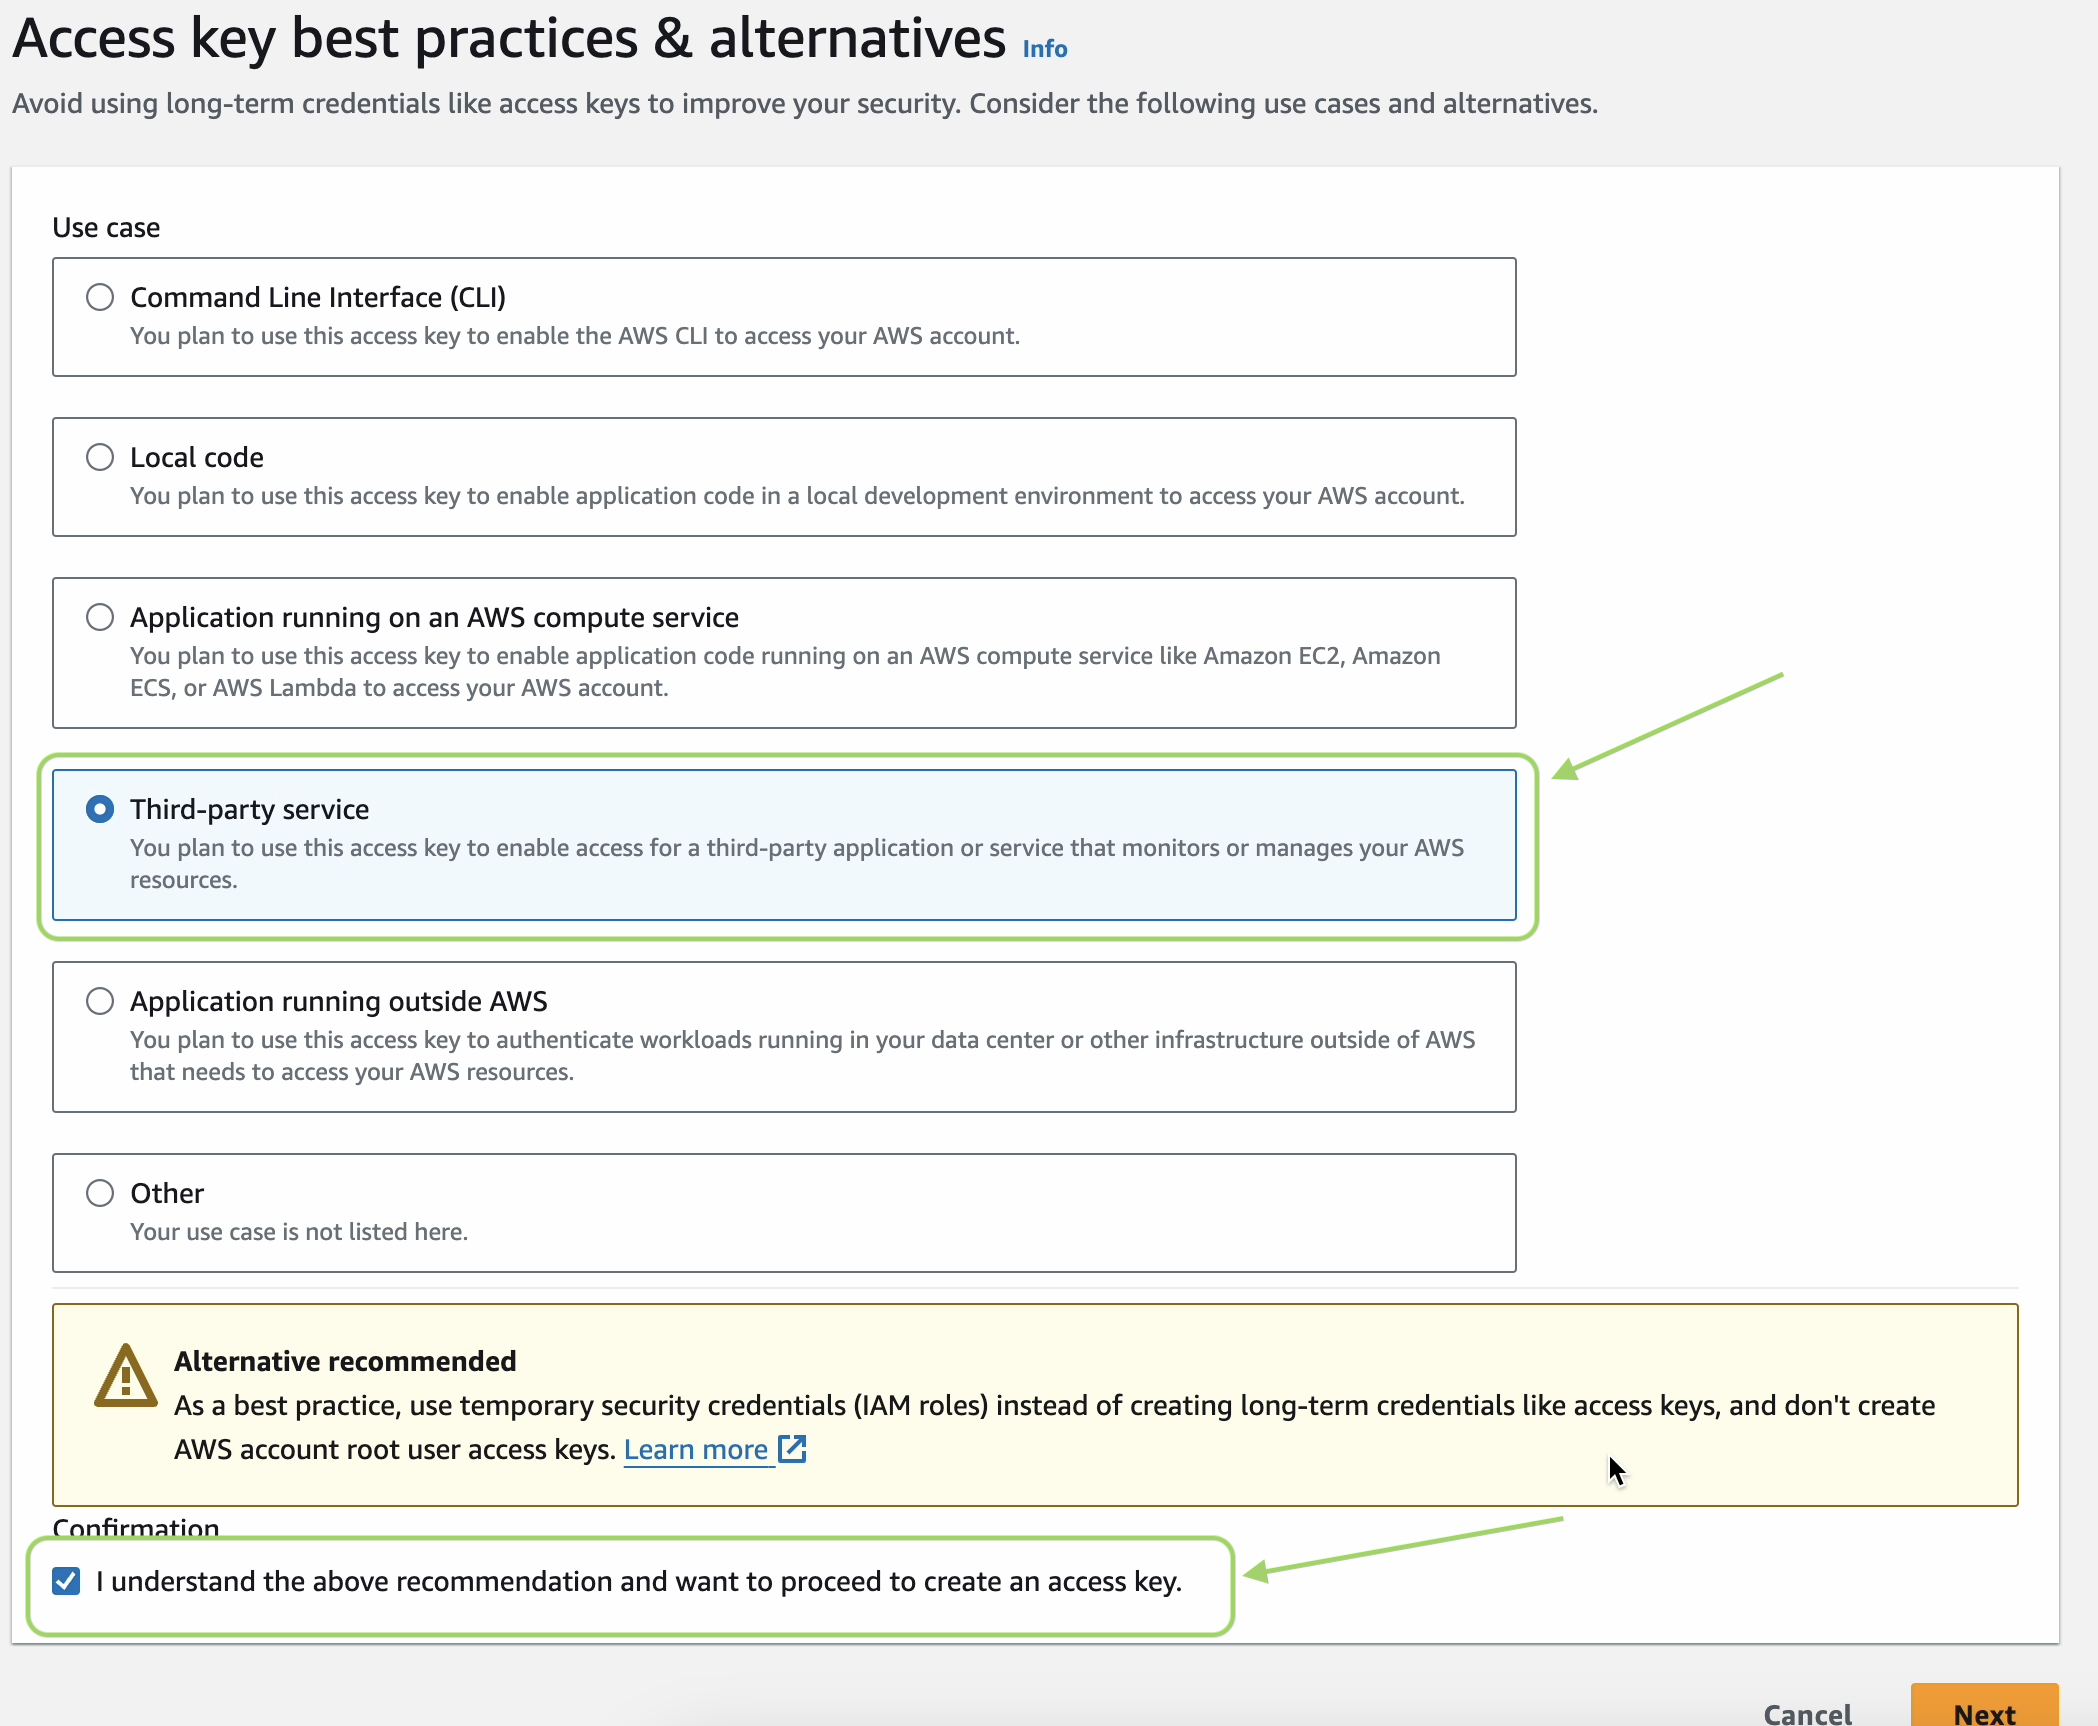 Access key best practices & alternatives Info
Avoid using long-term credentials like access keys to improve your security. Consider the following use cases and alternatives.
Use case
Command Line Interface (CLI)
You plan to use this access key to enable the AWS CLI to access your AWS account.
Local code
You plan to use this access key to enable application code in a local development environment to access your AWS account.
Application running on an AWS compute service
You plan to use this access key to enable application code running on an AWS compute service like Amazon EC2, Amazon
ECS, or AWS Lambda to access your AWS account.
Third-party service
You plan to use this access key to enable access for a third-party application or service that monitors or manages your AWS
resources.
Application running outside AWS
You plan to use this access key to authenticate workloads running in your data center or other infrastructure outside of AWS
that needs to access your AWS resources.
Other
Your use case is not listed here.
Alternative recommended
As a best practice, use temporary security credentials (IAM roles) instead of creating long-term credentials like access keys, and don't create
AWS account root user access keys. Learn more
Confirmation
I understand the above recommendation and want to proceed to create an access key.
Cancel Next